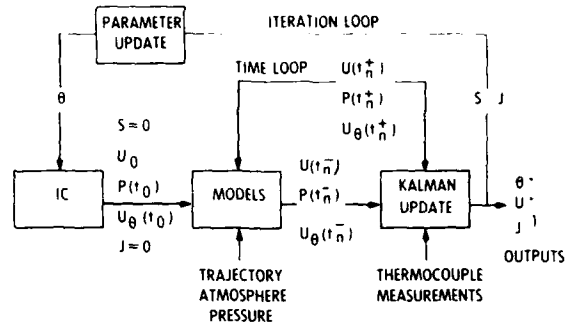 PARAMETER
UPDATE
ITERATION LOOP
TIME LOOP
U(t_n^+)
P(t_n^+)
U_θ(t_n^+)
θ
S J
S = 0
U_0
P(t_0)
U_θ(t_0)
J = 0
IC
MODELS
U(t_n^-)
P(t_n^-)
U_θ(t_n^-)
KALMAN
UPDATE
OUTPUTS
TRAJECTORY
ATMOSPHERE
PRESSURE
THERMOCOUPLE
MEASUREMENTS